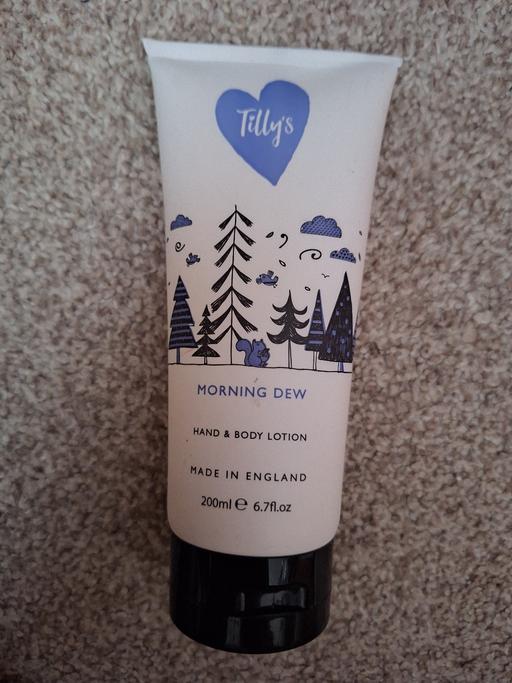 Tilly's
MORNING DEW
HAND & BODY LOTION
MADE IN ENGLAND
200ml ℮ 6.7fl.oz